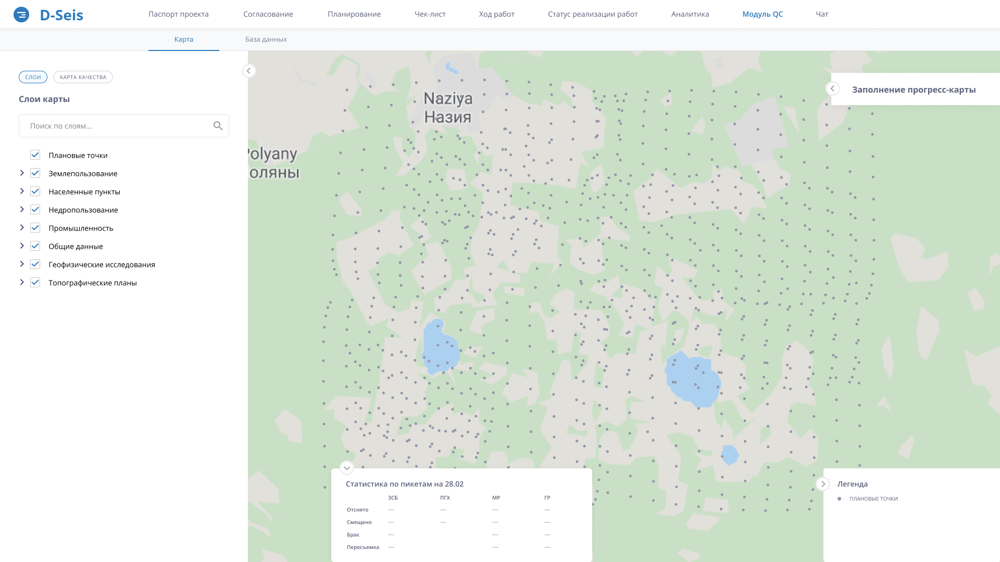 D-Seis
Паспорт проекта
Согласование
Планирование
Чек-лист
Ход работ
Статус реализации работ
Аналитика
Модуль QC
Чат
Карта
База данных
СЛОИ
КАРТА КАЧЕСТВА
Слои карты
Поиск по слоям...
Плановые точки
Землепользование
Населенные пункты
Недропользование
Промышленность
Общие данные
Геофизические исследования
Топографические планы
Naziya
Назия
Polyany
оляны
Заполнение прогресс-карты
Статистика по пикетам на 28.02
ЗСБ ПГХ МР ГР
Отснято — — — —
Смещено — — — —
Брак — — —
Пересъемка — — —
Легенда
ПЛАНОВЫЕ ТОЧКИ